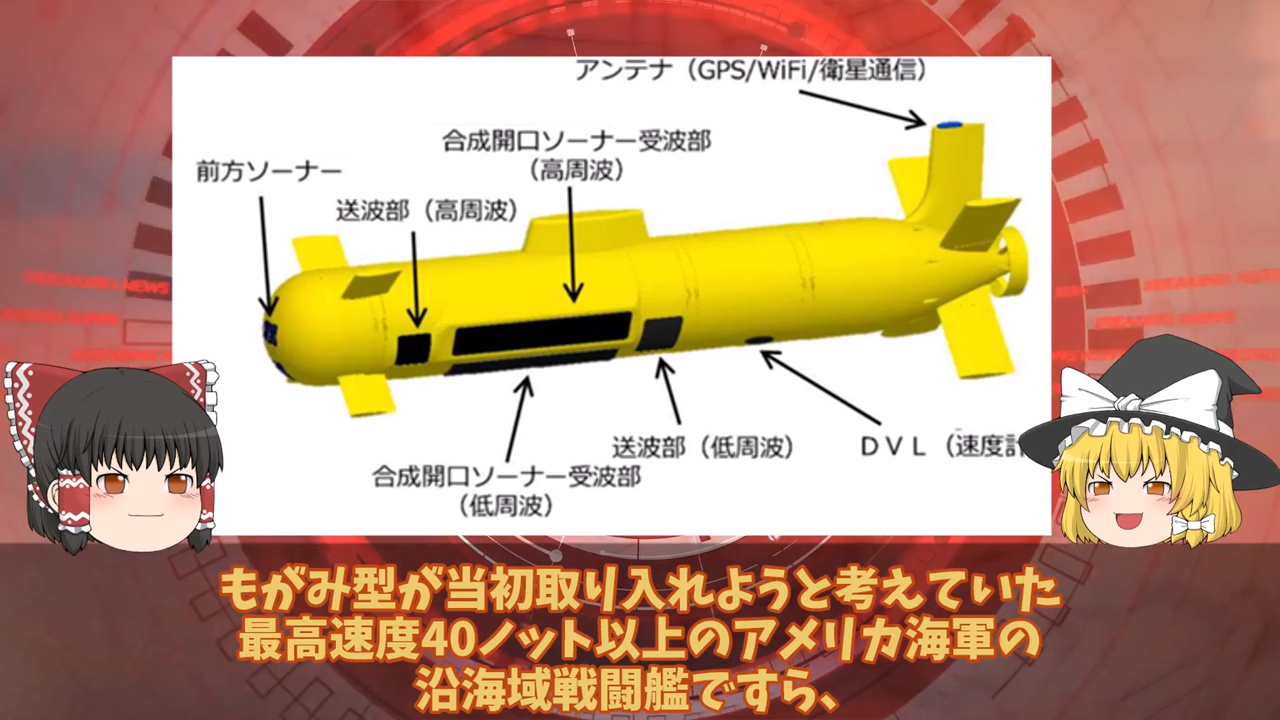 アンテナ（GPS/WiFi/衛星通信）
合成開口ソーナー受波部
（高周波）
前方ソーナー
送波部（高周波）
送波部（低周波）
ＤＶＬ（速度計
合成開口ソーナー受波部
（低周波）
BREAKING NEWS
もがみ型が当初取り入れようと考えていた
最高速度40ノット以上のアメリカ海軍の
沿海域戦闘艦ですら、